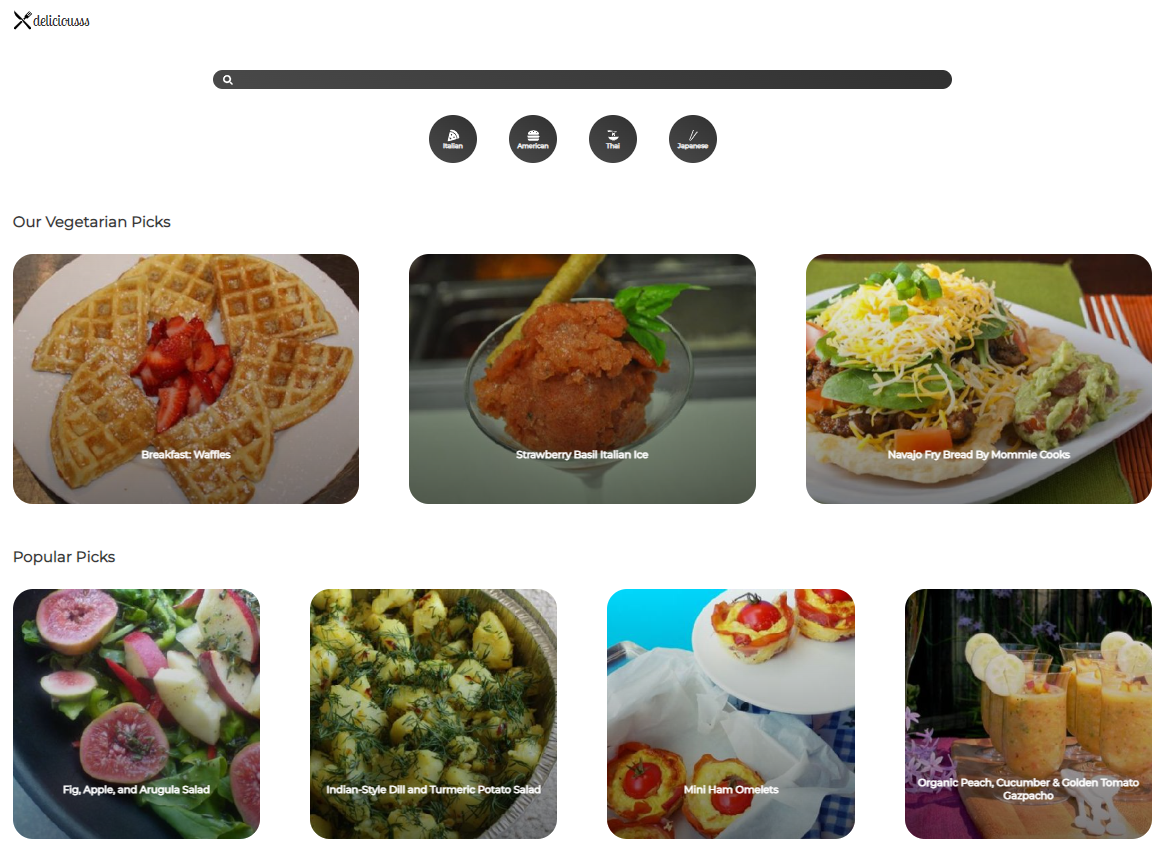 deliciousss
Italian
American
Thai
Japanese
Our Vegetarian Picks
Breakfast: Waffles
Strawberry Basil Italian Ice
Navajo Fry Bread By Mommie Cooks
Popular Picks
Fig, Apple, and Arugula Salad
Indian-Style Dill and Turmeric Potato Salad
Mini Ham Omelets
Organic Peach, Cucumber & Golden Tomato
Gazpacho